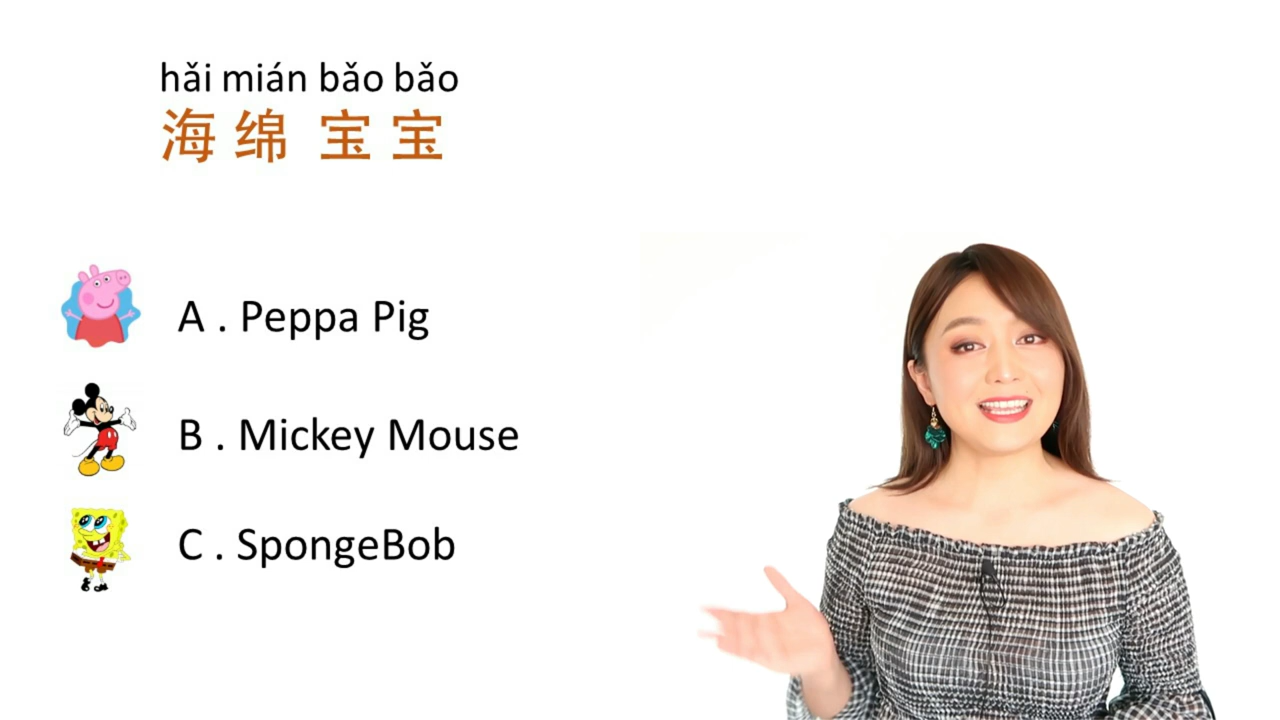 hǎi mián bǎo bǎo
海绵 宝宝
A . Peppa Pig
B . Mickey Mouse
C . SpongeBob